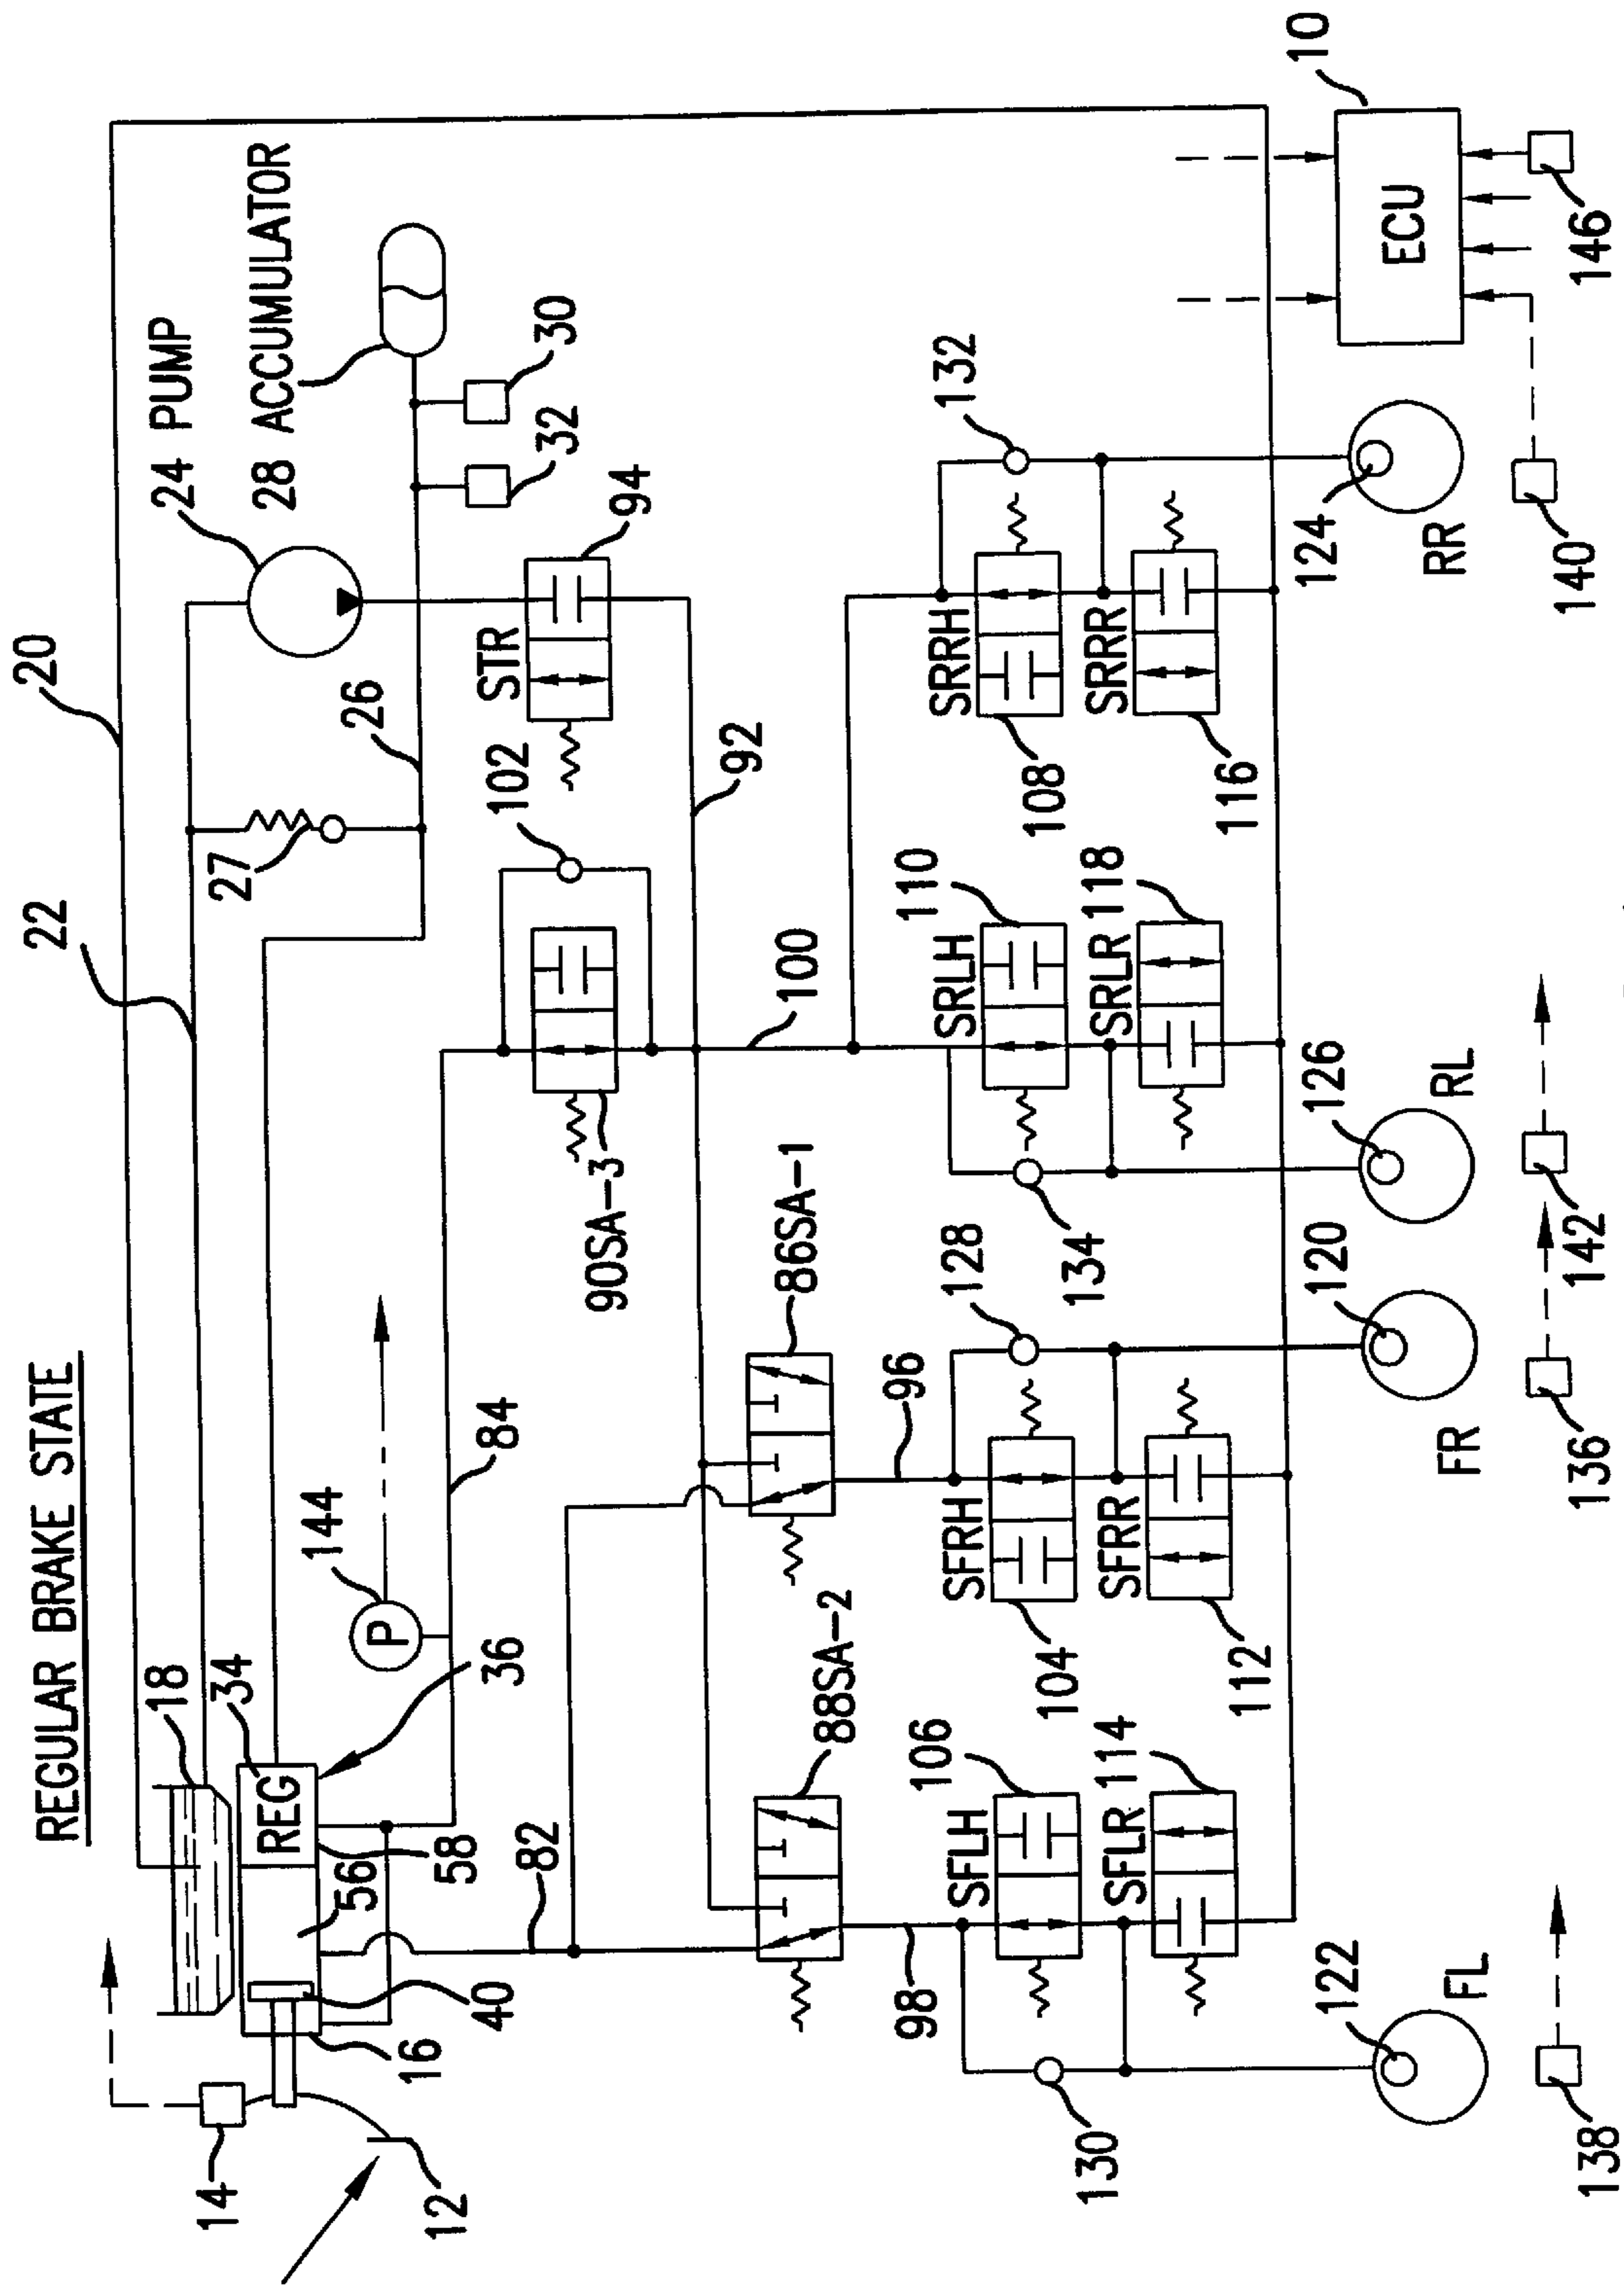 REGULAR BRAKE STATE
20
22
24 PUMP
28 ACCUMULATOR
18
34
REG
14
12
16
40
56
58
36
144
P
84
82
27
26
102
STR
94
32
30
92
90SA-3
100
86SA-1
88SA-2
98
96
SFLH
106
SFLR
114
SFRH
104
SFRR
112
128
134
130
SRLH
110
SRLR
118
SRRH
108
SRRR
116
132
122
FL
FR
120
126
RL
124
RR
138
136
142
140
ECU
10
146